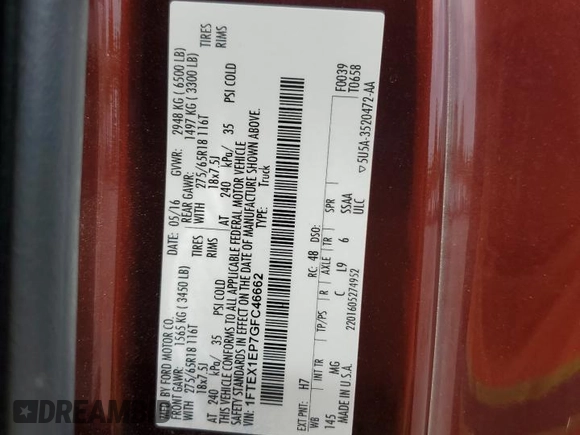 MFD. BY FORD MOTOR CO.
DATE: 05/16 GVWR: 2948 KG ( 6500 LB)
FRONT GAWR: 1565 KG ( 3450 LB) REAR GAWR: 1497 KG ( 3300 LB)
WITH 275/65R18 116T TIRES WITH 275/65R18 116T TIRES
18x7.5J RIMS 18x7.5J RIMS
AT 240 kPa/ 35 PSI COLD AT 240 kPa/ 35 PSI COLD
THIS VEHICLE CONFORMS TO ALL APPLICABLE FEDERAL MOTOR VEHICLE
SAFETY STANDARDS IN EFFECT ON THE DATE OF MANUFACTURE SHOWN ABOVE.
VIN: 1FTEX1EP7GFC46662 TYPE: Truck
F0039
T0658
EXT PNT: H7 RC: 48 DSO:
WB INT TR TP/PS R AXLE TR SPR
145 MG C L9 6 SSAA
ULC
MADE IN U.S.A. 2201605274952 ▽5U5A-3520472-AA
DREAMBID